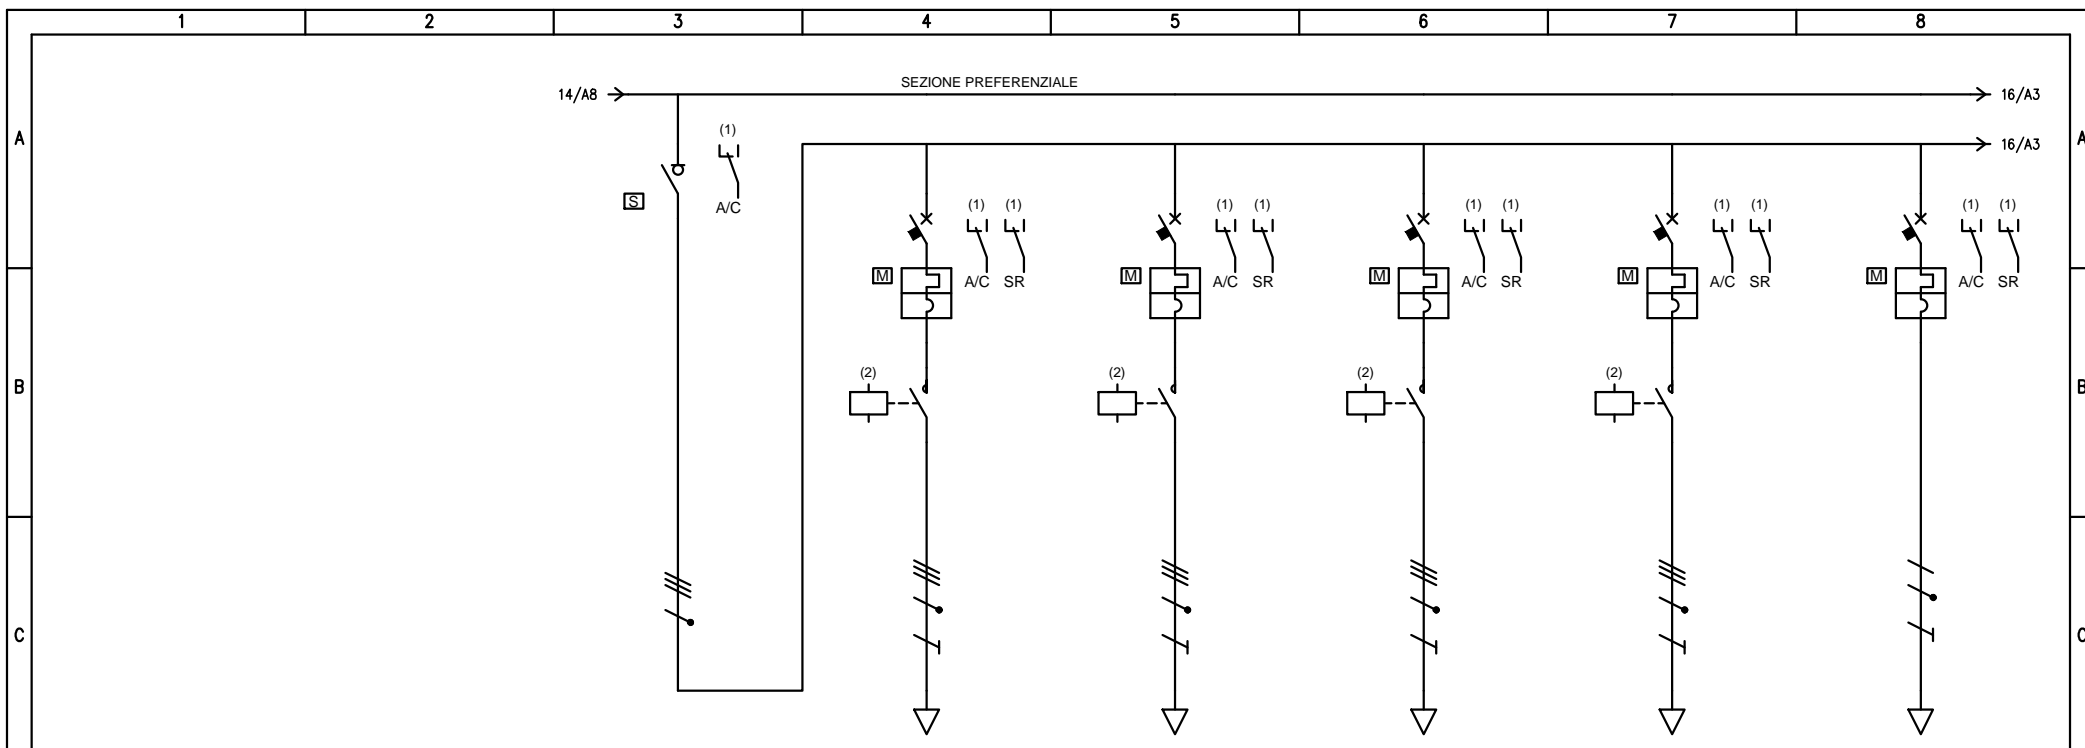 1 2 3 4 5 6 7 8
SEZIONE PREFERENZIALE
14/A8 16/A3
A (1) 16/A3 A
S A/C (1) (1) (1) (1) (1) (1) (1) (1) (1) (1)
M A/C SR M A/C SR M A/C SR M A/C SR M A/C SR
(2) (2) (2) (2)
B B
C C